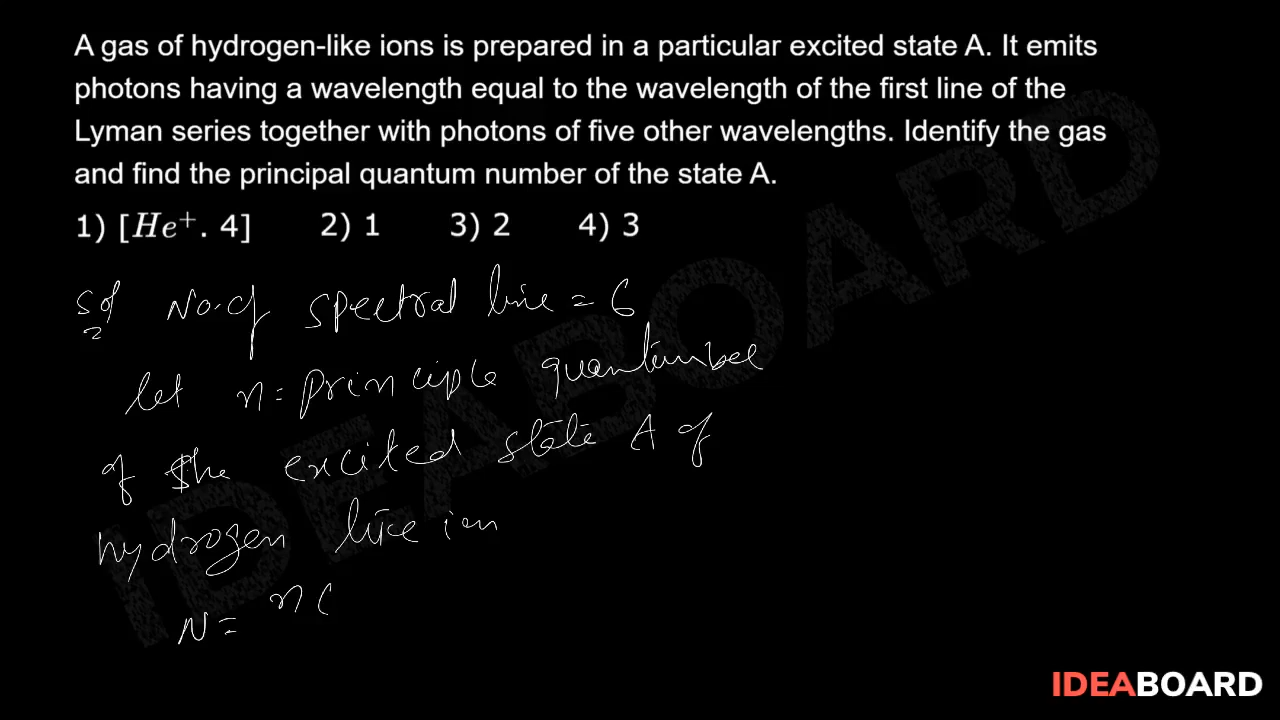 A gas of hydrogen-like ions is prepared in a particular excited state A. It emits
photons having a wavelength equal to the wavelength of the first line of the
Lyman series together with photons of five other wavelengths. Identify the gas
and find the principal quantum number of the state A.
1) [He⁺. 4] 2) 1 3) 2 4) 3
Sol No. of spectral line = 6
let n = principle quantumber
of the excited state A of
hydrogen like ion
N = n(
IDEABOARD
IDEABOARD